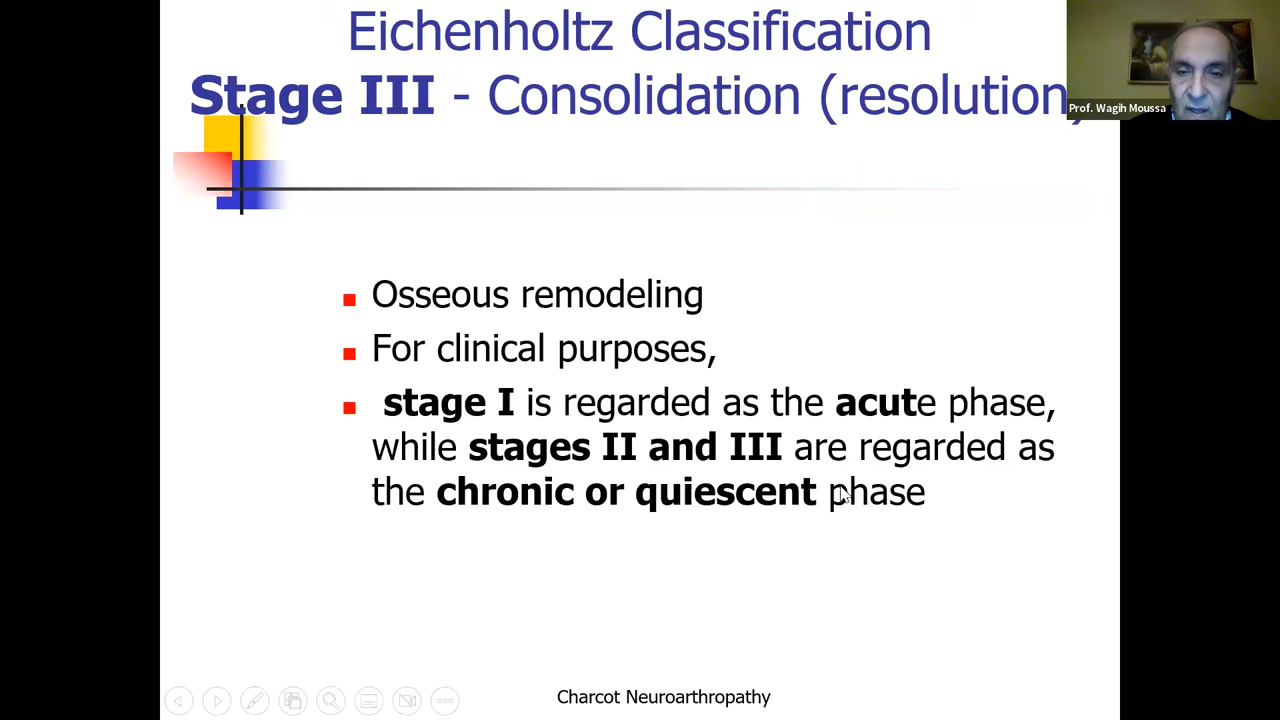 Eichenholtz Classification
Stage III - Consolidation (resolution)
Prof. Wagih Moussa
Osseous remodeling
For clinical purposes,
stage I is regarded as the acute phase,
while stages II and III are regarded as
the chronic or quiescent phase
Charcot Neuroarthropathy